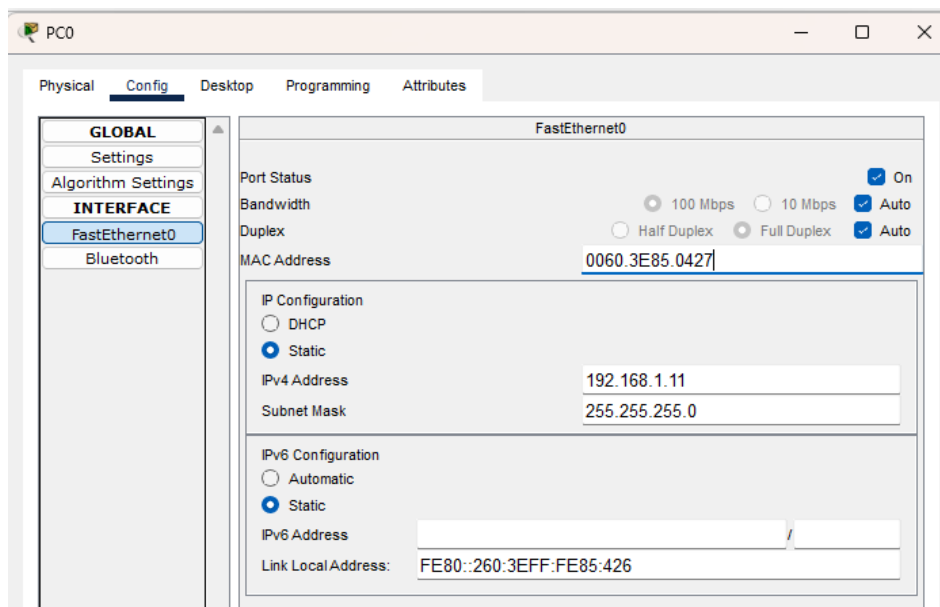 PC0
Physical Config Desktop Programming Attributes
GLOBAL
Settings
Algorithm Settings
INTERFACE
FastEthernet0
Bluetooth
FastEthernet0
Port Status On
Bandwidth 100 Mbps 10 Mbps Auto
Duplex Half Duplex Full Duplex Auto
MAC Address 0060.3E85.0427
IP Configuration
DHCP
Static
IPv4 Address 192.168.1.11
Subnet Mask 255.255.255.0
IPv6 Configuration
Automatic
Static
IPv6 Address /
Link Local Address: FE80::260:3EFF:FE85:426